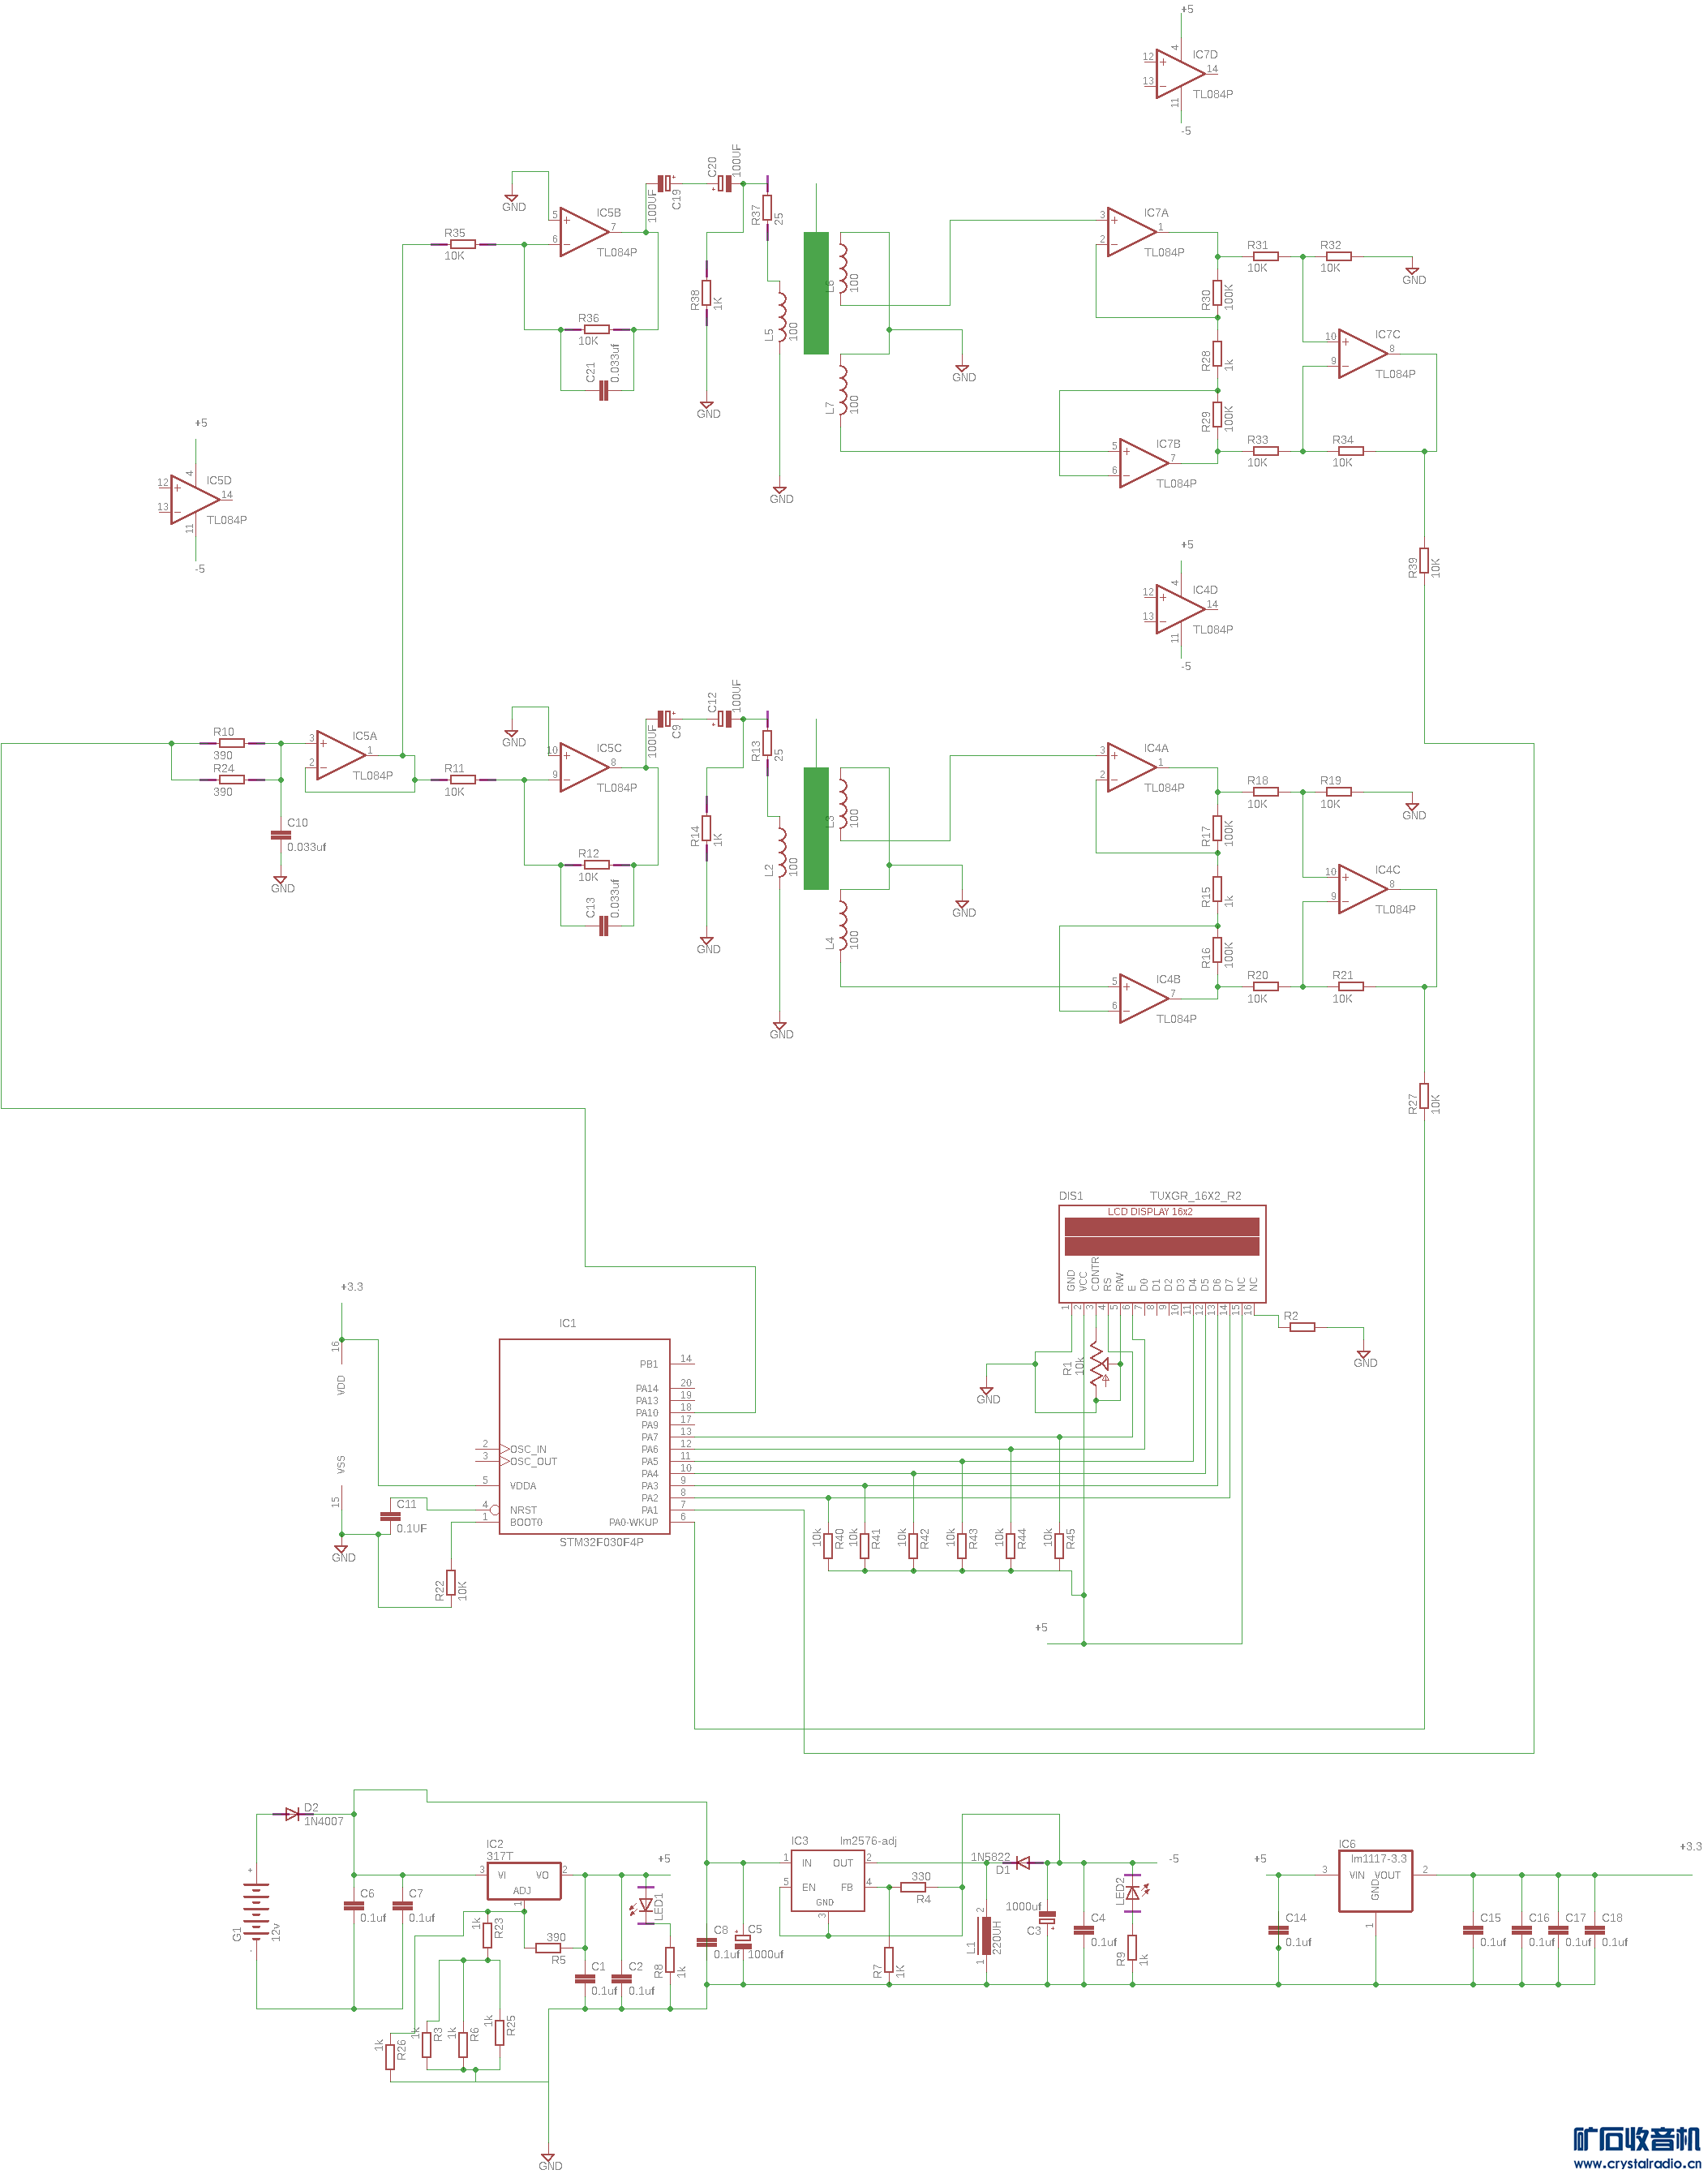 +5
IC7D
TL084P
4
12
13
14
11
-5
C20
100UF
100UF
C19
R37
25
GND
IC5B
5
6
7
TL084P
R35
10K
R38
1K
R36
10K
C21
0.033uf
GND
L5
100
L6
100
L7
100
GND
GND
IC7A
3
2
1
TL084P
R31
10K
R32
10K
GND
R30
100K
R28
1k
R29
100K
IC7C
10
9
8
TL084P
IC7B
5
6
7
TL084P
R33
10K
R34
10K
+5
IC5D
4
12
13
14
11
TL084P
-5
R39
10K
+5
IC4D
4
12
13
14
11
TL084P
-5
R10
390
R24
390
C10
0.033uf
GND
IC5A
3
2
1
TL084P
R11
10K
GND
IC5C
10
9
8
TL084P
C12
100UF
100UF
C9
R13
25
R14
1K
R12
10K
C13
0.033uf
GND
L2
100
L3
100
L4
100
GND
GND
IC4A
3
2
1
TL084P
R18
10K
R19
10K
GND
R17
100K
R15
1k
R16
100K
IC4C
10
9
8
TL084P
IC4B
5
6
7
TL084P
R20
10K
R21
10K
R27
10K
DIS1
TUXGR_16X2_R2
LCD DISPLAY 16x2
GND VCC CONTR RS R/W E D0 D1 D2 D3 D4 D5 D6 D7 NC NC
1 2 3 4 5 6 7 8 9 10 11 12 13 14 15 16
R2
GND
R1
10k
GND
+3.3
16
VDD
VSS
15
GND
IC1
PB1 14
PA14 20
PA13 19
PA10 18
PA9 17
PA7 13
2 OSC_IN PA6 12
3 OSC_OUT PA5 11
PA4 10
5 VDDA PA3 9
PA2 8
4 NRST PA1 7
1 BOOT0 PA0-WKUP 6
STM32F030F4P
C11
0.1UF
R22
10K
10k
R40
10k
R41
10k
R42
10k
R43
10k
R44
10k
R45
+5
D2
1N4007
G1
12v
C6
0.1uf
C7
0.1uf
IC2
317T
3 VI VO 2
ADJ
1
+5
R23
1k
390
R5
C1
0.1uf
C2
0.1uf
LED1
R8
1k
1k
R26
1k
R3
1k
R6
1k
R25
GND
C8
0.1uf
C5
1000uf
IC3
lm2576-adj
1 IN OUT 2
5 EN FB 4
GND
3
330
R4
R7
1K
1N5822
D1
L1
220UH
2
1
1000uf
C3
C4
0.1uf
LED2
R9
1k
-5
+5
C14
0.1uf
IC6
lm1117-3.3
3 VIN VOUT 2
GND
1
+3.3
C15
0.1uf
C16
0.1uf
C17
0.1uf
C18
0.1uf
矿石收音机
www.crystalradio.cn